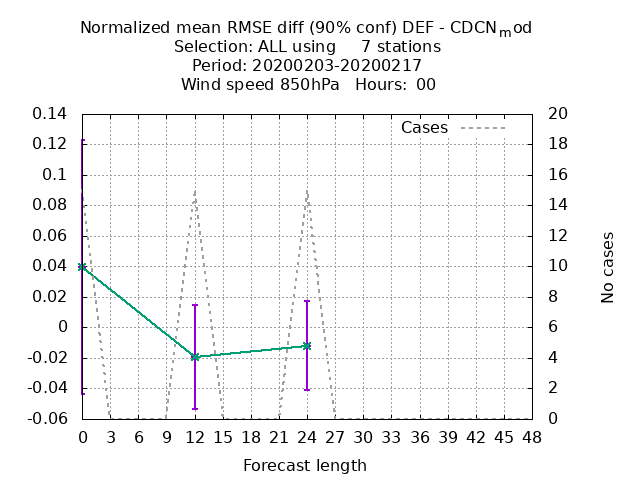 Normalized mean RMSE diff (90% conf) DEF - CDCNmod
Selection: ALL using 7 stations
Period: 20200203-20200217
Wind speed 850hPa Hours: 00
Cases
0.14
0.12
0.1
0.08
0.06
0.04
0.02
0
-0.02
-0.04
-0.06
20
18
16
14
12
10
8
6
4
2
0
No cases
0 3 6 9 12 15 18 21 24 27 30 33 36 39 42 45 48
Forecast length